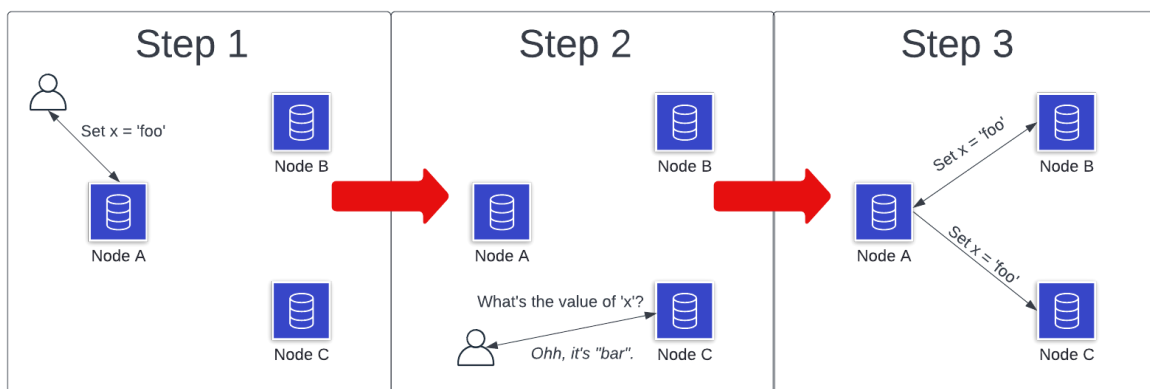 Step 1
Set x = 'foo'
Node B
Node A
Node C
Step 2
Node B
Node A
What's the value of 'x'?
Ohh, it's "bar".
Node C
Step 3
Set x = 'foo'
Node B
Node A
Set x = 'foo'
Node C